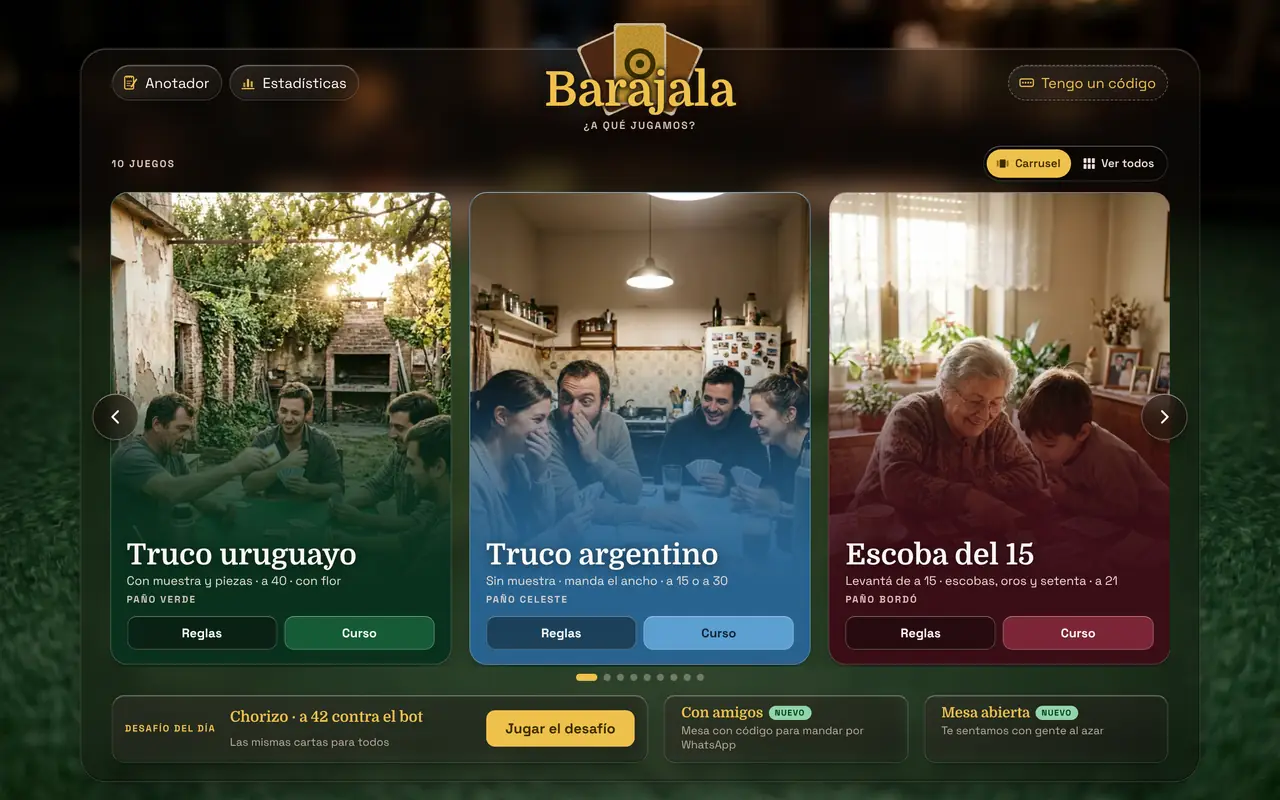 Anotador
Estadísticas
Barajala
¿A QUÉ JUGAMOS?
Tengo un código
10 JUEGOS
Carrusel
Ver todos
Truco uruguayo
Con muestra y piezas · a 40 · con flor
PAÑO VERDE
Reglas
Curso
Truco argentino
Sin muestra · manda el ancho · a 15 o a 30
PAÑO CELESTE
Reglas
Curso
Escoba del 15
Levantá de a 15 · escobas, oros y setenta · a 21
PAÑO BORDÓ
Reglas
Curso
DESAFÍO DEL DÍA
Chorizo · a 42 contra el bot
Las mismas cartas para todos
Jugar el desafío
Con amigos NUEVO
Mesa con código para mandar por
WhatsApp
Mesa abierta NUEVO
Te sentamos con gente al azar